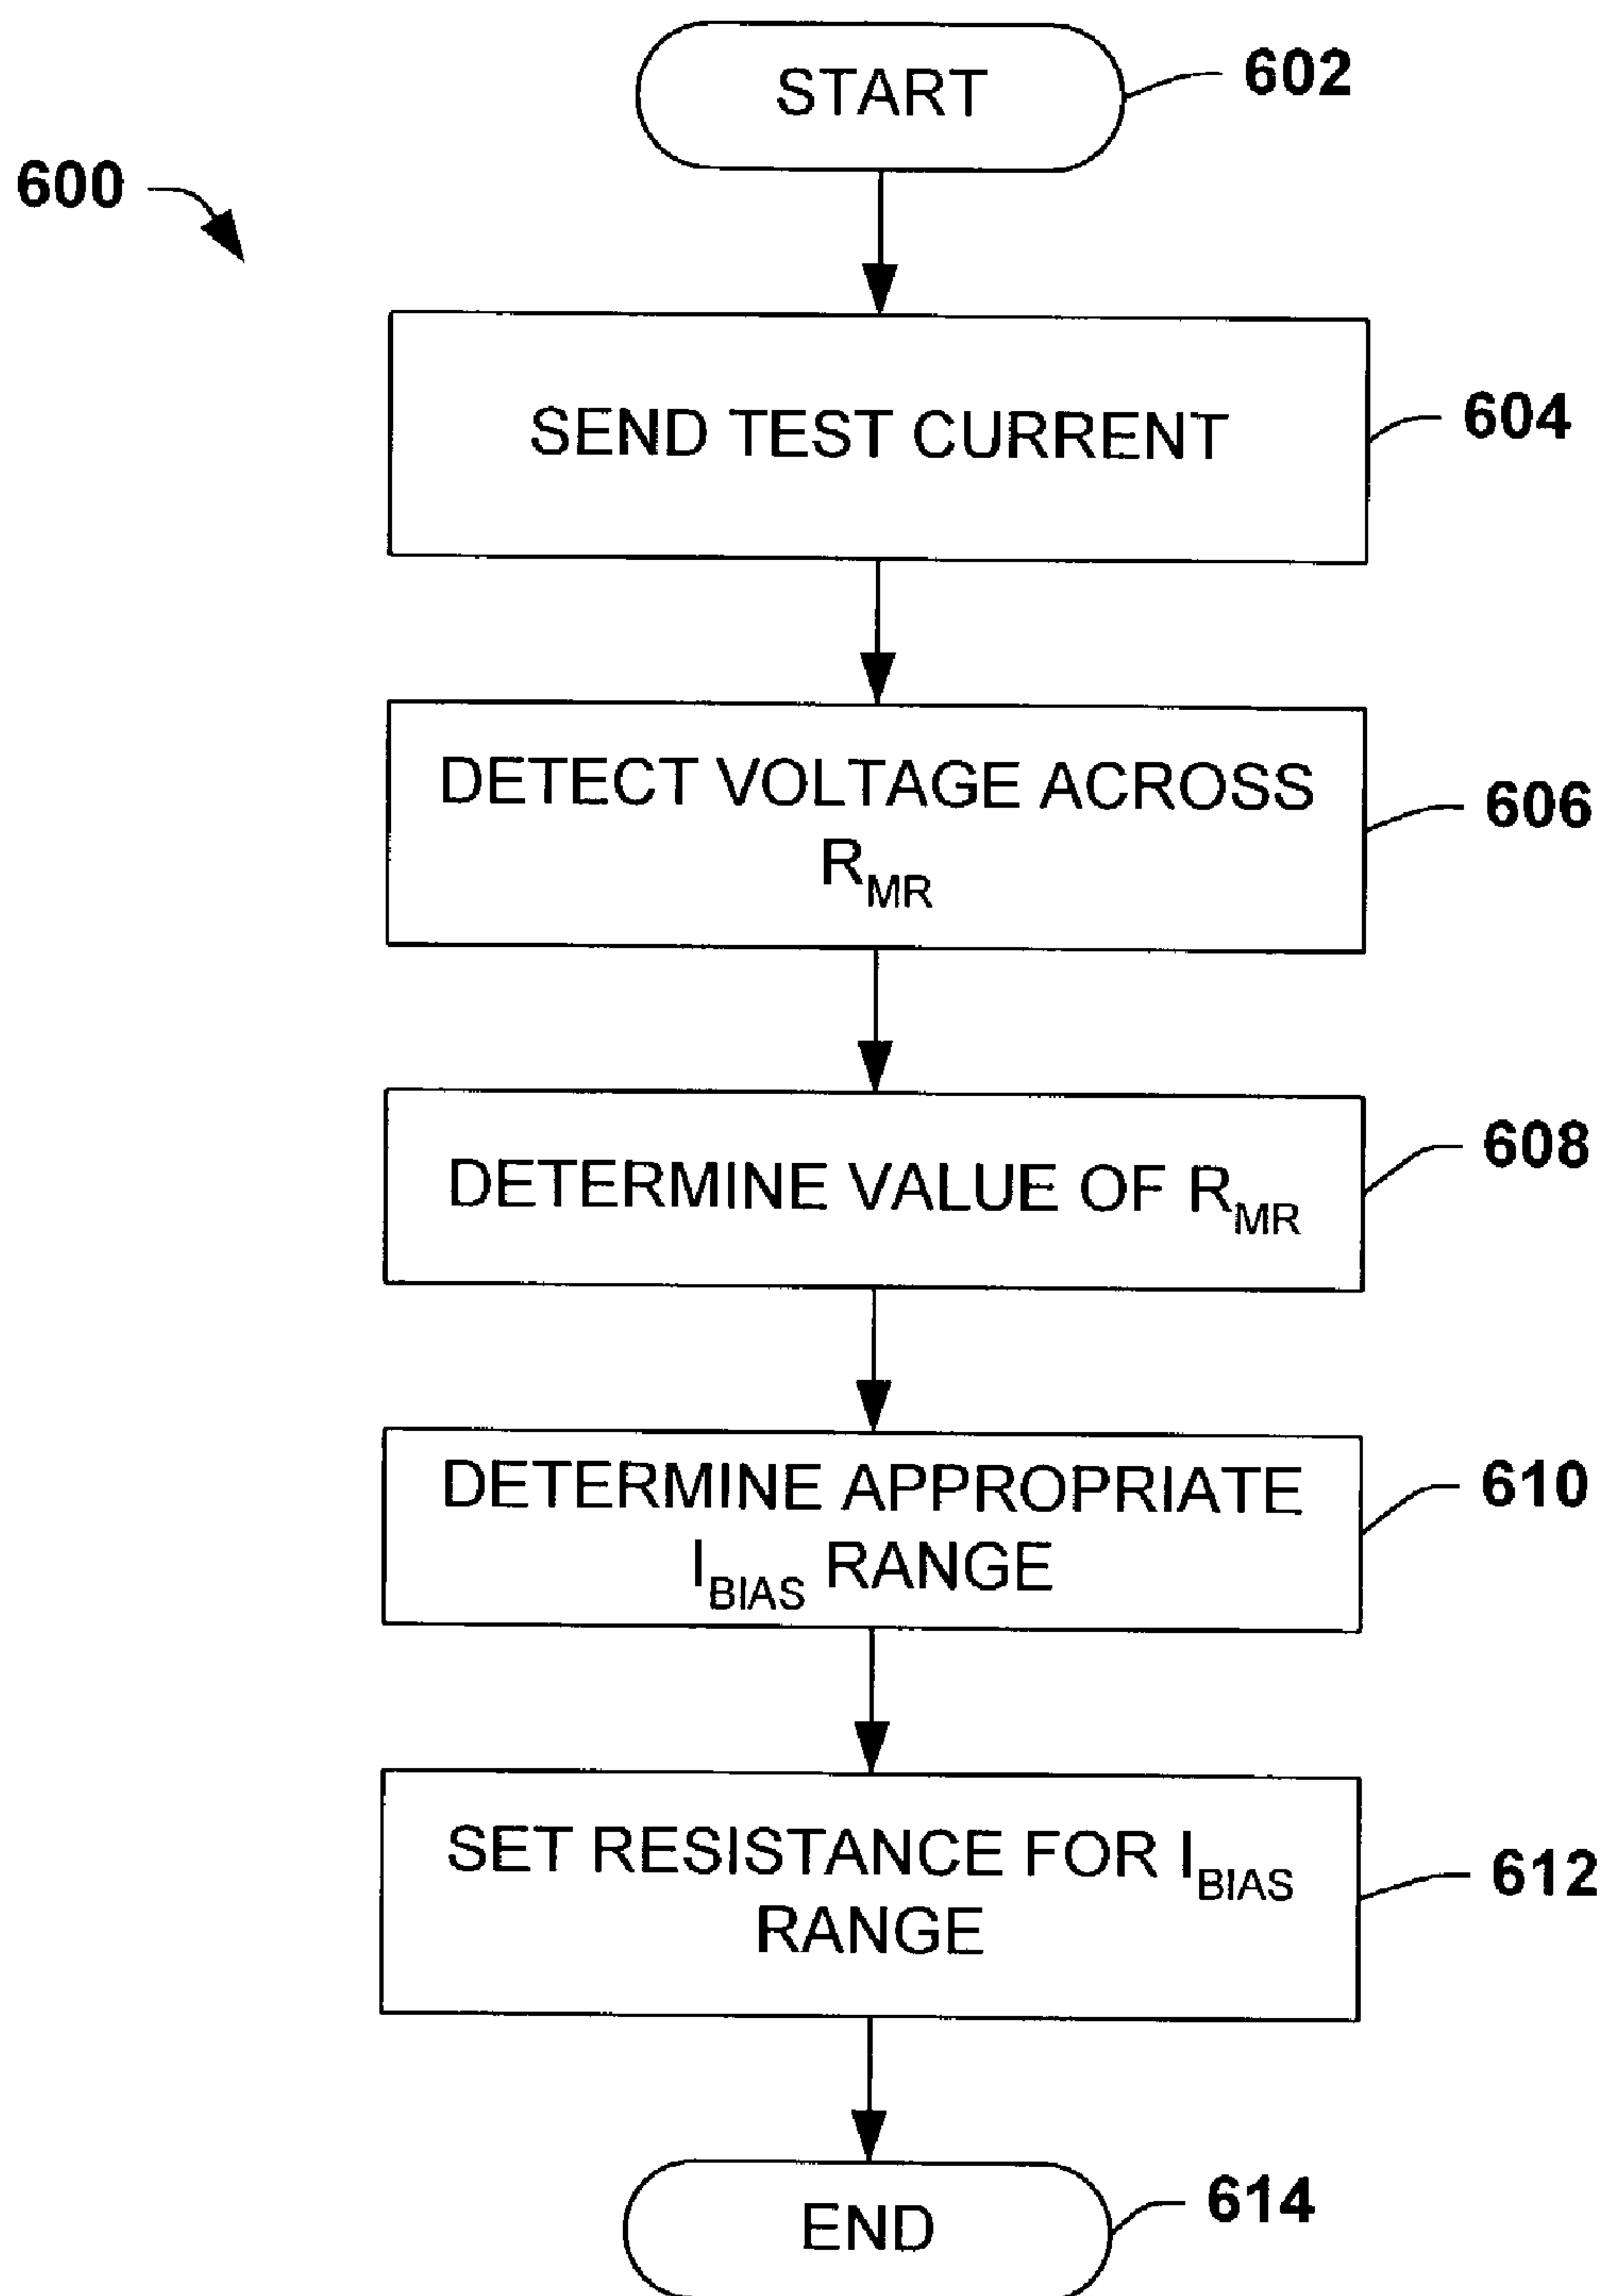 START
602
600
SEND TEST CURRENT
604
DETECT VOLTAGE ACROSS
R_MR
606
DETERMINE VALUE OF R_MR
608
DETERMINE APPROPRIATE
I_BIAS RANGE
610
SET RESISTANCE FOR I_BIAS
RANGE
612
END
614